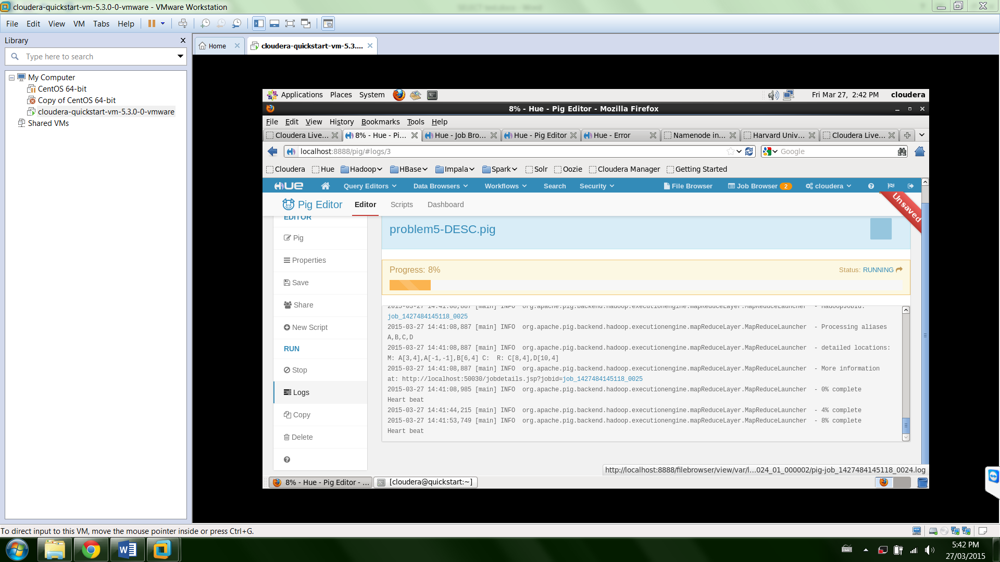 cloudera-quickstart-vm-5.3.0-0-vmware - VMware Workstation
File Edit View VM Tabs Help
Library
Type here to search
My Computer
CentOS 64-bit
Copy of CentOS 64-bit
cloudera-quickstart-vm-5.3.0-0-vmware
Shared VMs
Home cloudera-quickstart-vm-5.3....
Applications Places System Fri Mar 27, 2:42 PM cloudera
8% - Hue - Pig Editor - Mozilla Firefox
File Edit View History Bookmarks Tools Help
Cloudera Live... 8% - Hue - Pi... Hue - Job Bro... Hue - Pig Editor Hue - Error Namenode in... Harvard Univ... Cloudera Live...
localhost:8888/pig/#logs/3 Google
Cloudera Hue Hadoop HBase Impala Spark Solr Oozie Cloudera Manager Getting Started
HUE Query Editors Data Browsers Workflows Search Security File Browser Job Browser 2 cloudera
Pig Editor Editor Scripts Dashboard
Unsaved
EDITOR
Pig
Properties
Save
Share
New Script
RUN
Stop
Logs
Copy
Delete
problem5-DESC.pig
Progress: 8% Status: RUNNING
2015-03-27 14:41:08,887 [main] INFO org.apache.pig.backend.hadoop.executionengine.mapReduceLayer.MapReduceLauncher - HadoopJobId:
job_1427484145118_0025
2015-03-27 14:41:08,887 [main] INFO org.apache.pig.backend.hadoop.executionengine.mapReduceLayer.MapReduceLauncher - Processing aliases
A,B,C,D
2015-03-27 14:41:08,887 [main] INFO org.apache.pig.backend.hadoop.executionengine.mapReduceLayer.MapReduceLauncher - detailed locations:
M: A[3,4],A[-1,-1],B[6,4] C: R: C[8,4],D[10,4]
2015-03-27 14:41:08,887 [main] INFO org.apache.pig.backend.hadoop.executionengine.mapReduceLayer.MapReduceLauncher - More information
at: http://localhost:50030/jobdetails.jsp?jobid=job_1427484145118_0025
2015-03-27 14:41:08,985 [main] INFO org.apache.pig.backend.hadoop.executionengine.mapReduceLayer.MapReduceLauncher - 0% complete
Heart beat
2015-03-27 14:41:44,215 [main] INFO org.apache.pig.backend.hadoop.executionengine.mapReduceLayer.MapReduceLauncher - 4% complete
2015-03-27 14:41:53,749 [main] INFO org.apache.pig.backend.hadoop.executionengine.mapReduceLayer.MapReduceLauncher - 8% complete
Heart beat
http://localhost:8888/filebrowser/view/var/l...024_01_000002/pig-job_1427484145118_0024.log
8% - Hue - Pig Editor - ... [cloudera@quickstart:~]
To direct input to this VM, move the mouse pointer inside or press Ctrl+G.
5:42 PM
27/03/2015